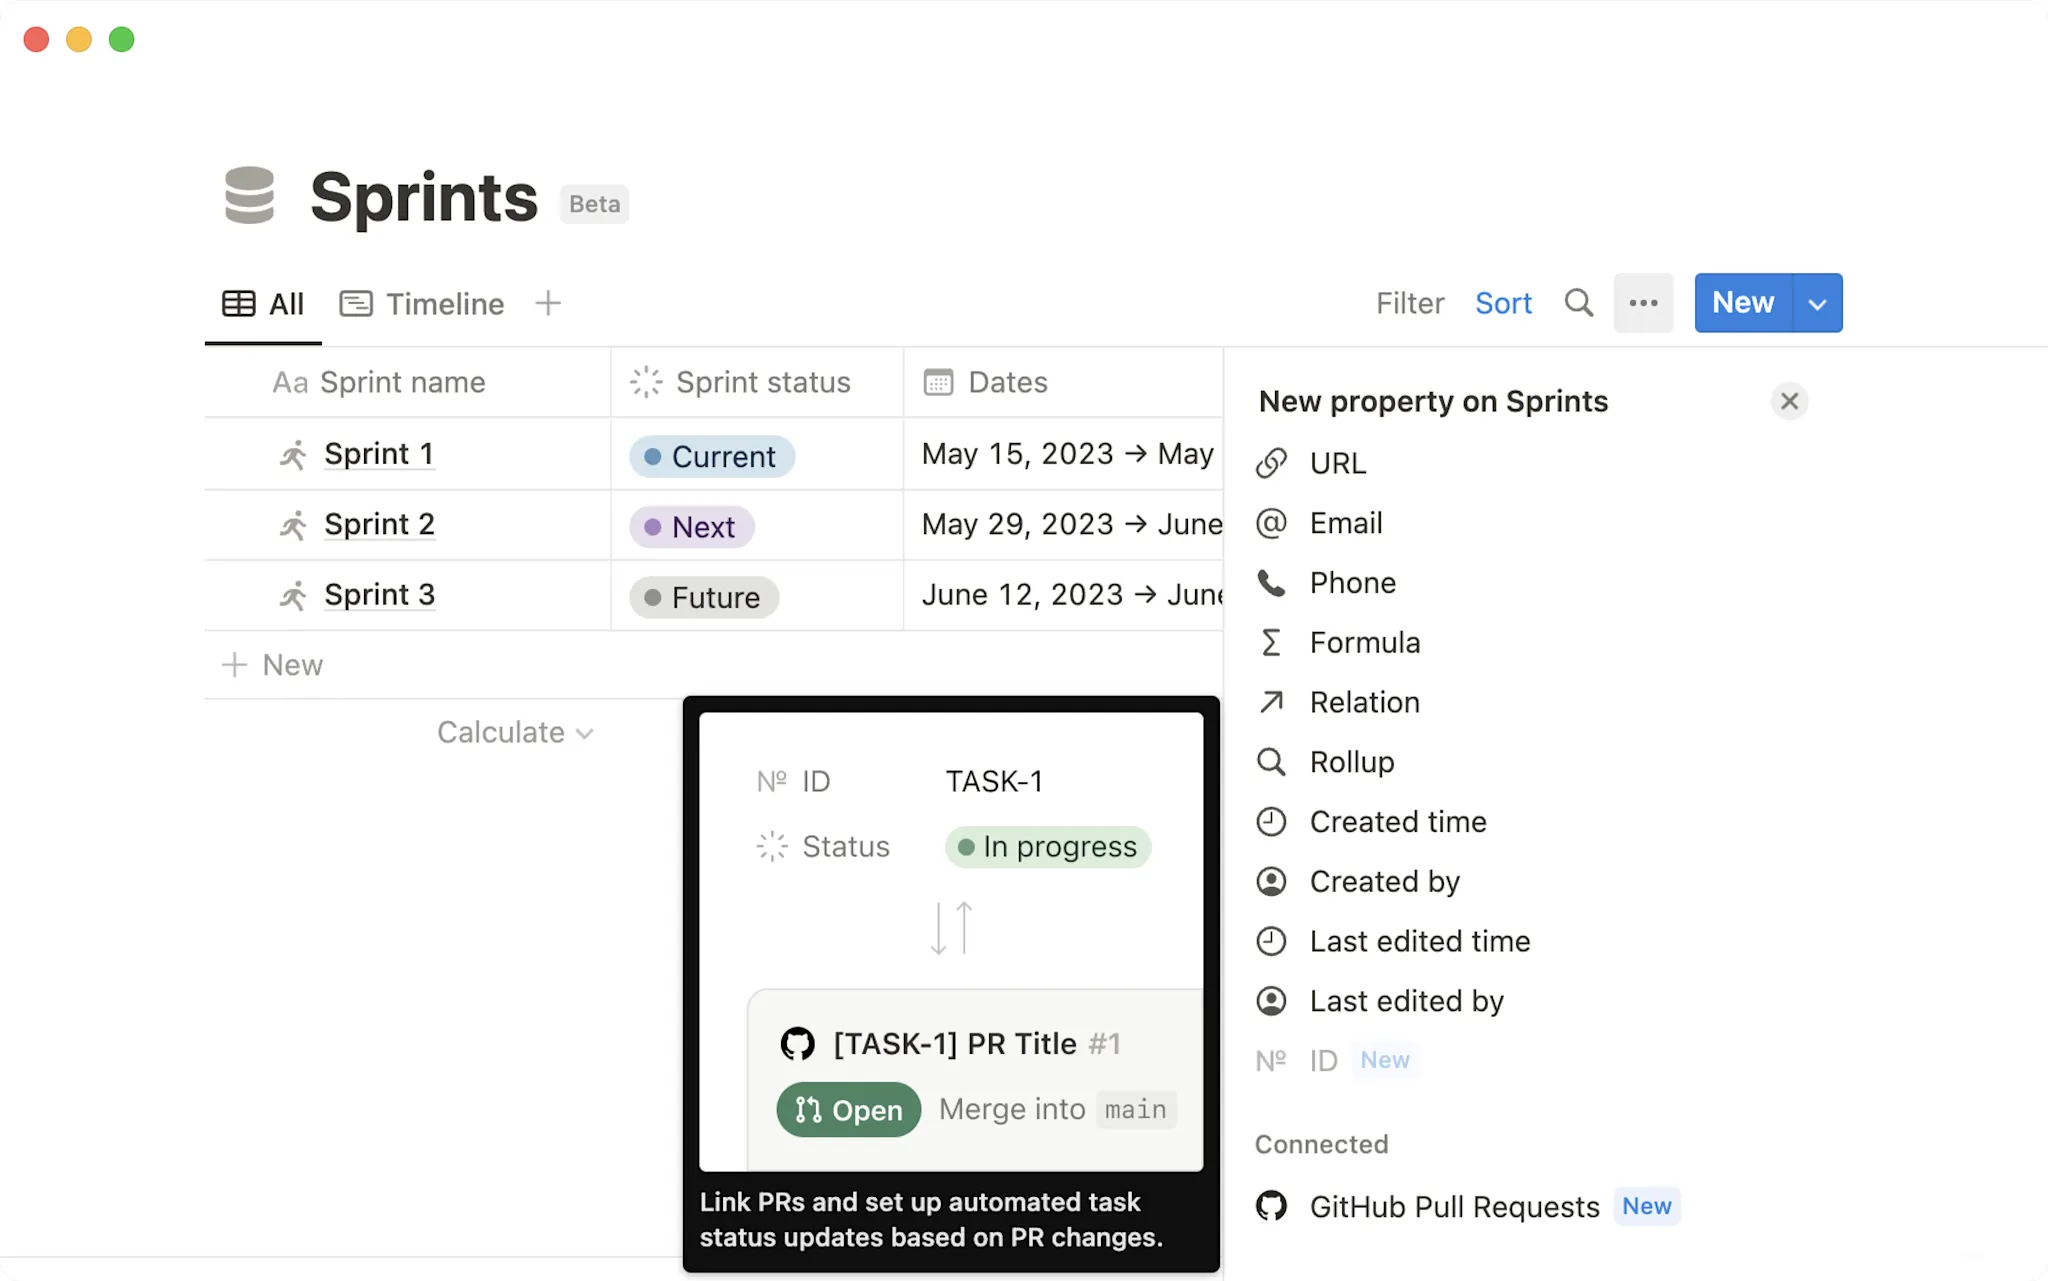 Sprints Beta
All Timeline
Filter Sort New
Aa Sprint name Sprint status Dates
Sprint 1 Current May 15, 2023 → May
Sprint 2 Next May 29, 2023 → June
Sprint 3 Future June 12, 2023 → June
New
Calculate
Nº ID TASK-1
Status In progress
[TASK-1] PR Title #1
Open Merge into main
Link PRs and set up automated task
status updates based on PR changes.
New property on Sprints
URL
@ Email
Phone
Σ Formula
Relation
Rollup
Created time
Created by
Last edited time
Last edited by
Nº ID New
Connected
GitHub Pull Requests New